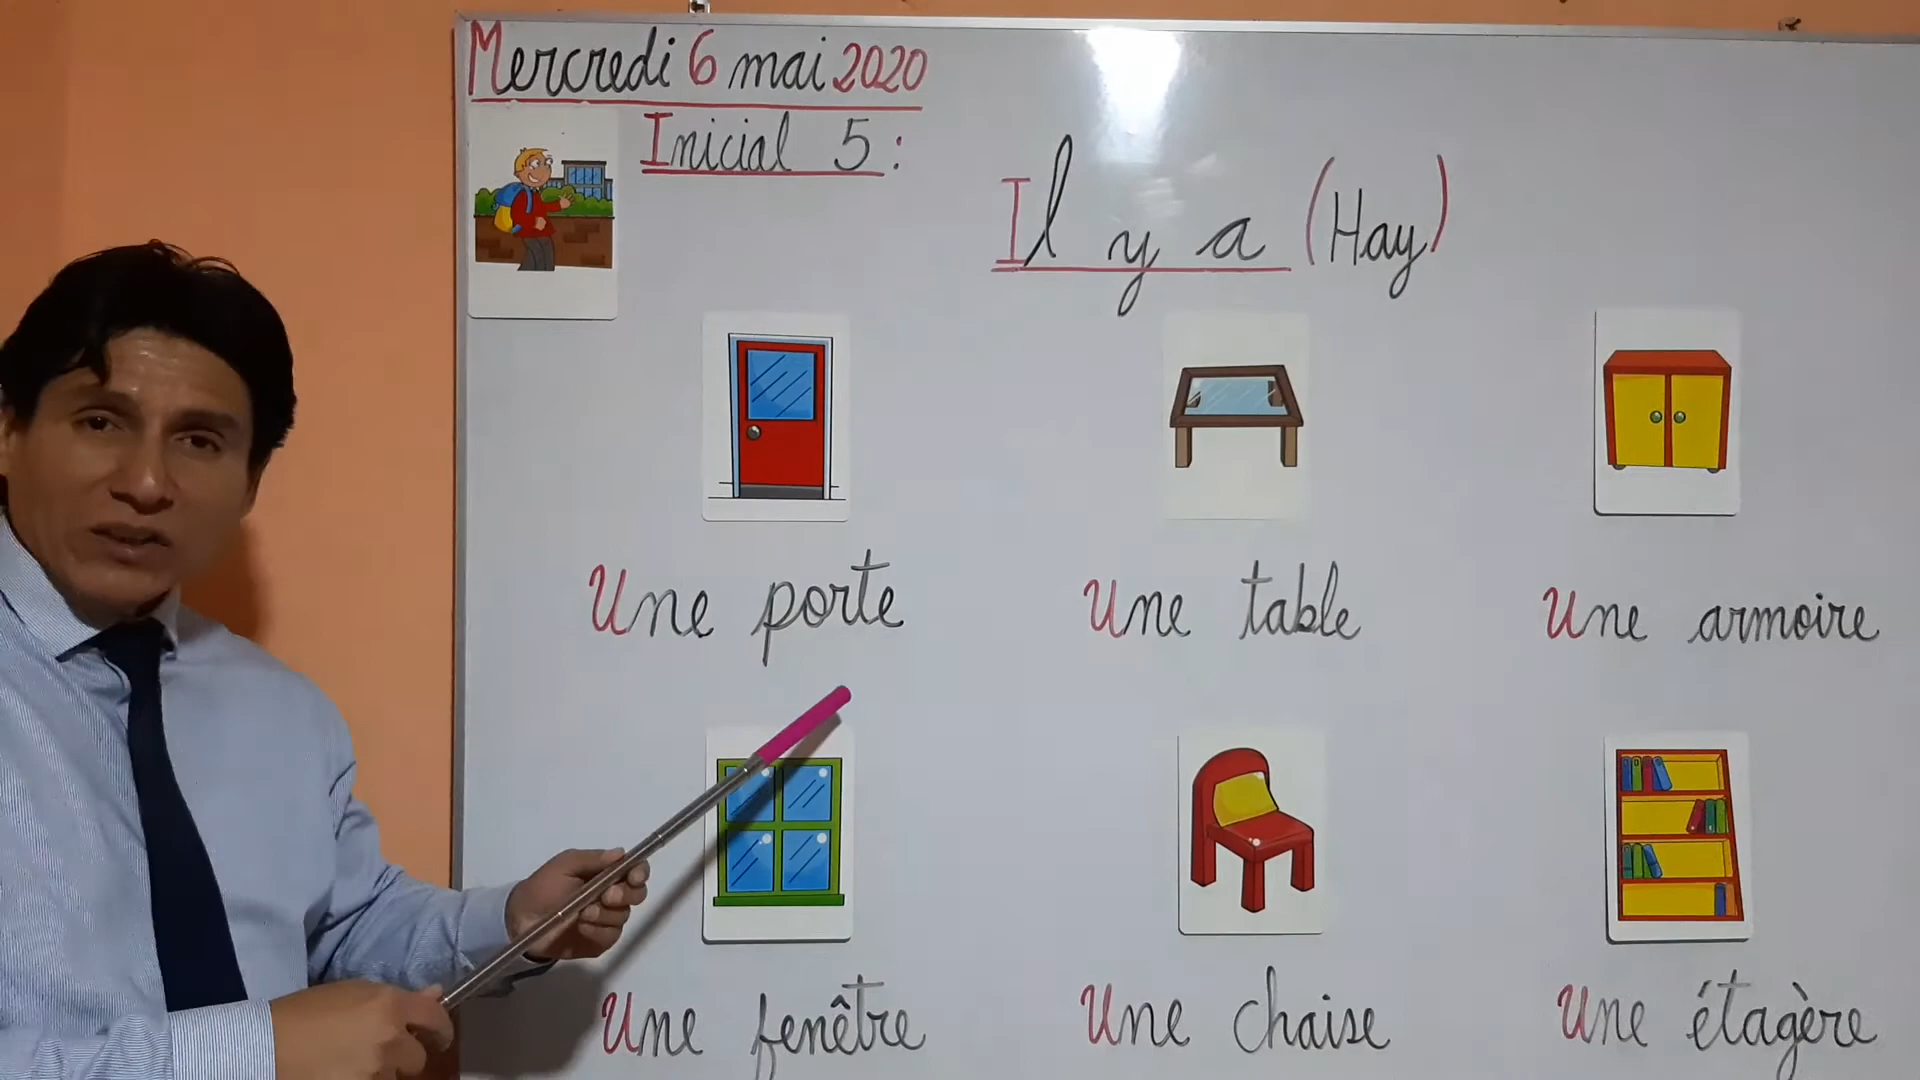 Mercredi 6 mai 2020
Inicial 5:
Il y a (Hay)
Une porte
Une table
Une armoire
Une fenêtre
Une chaise
Une étagère